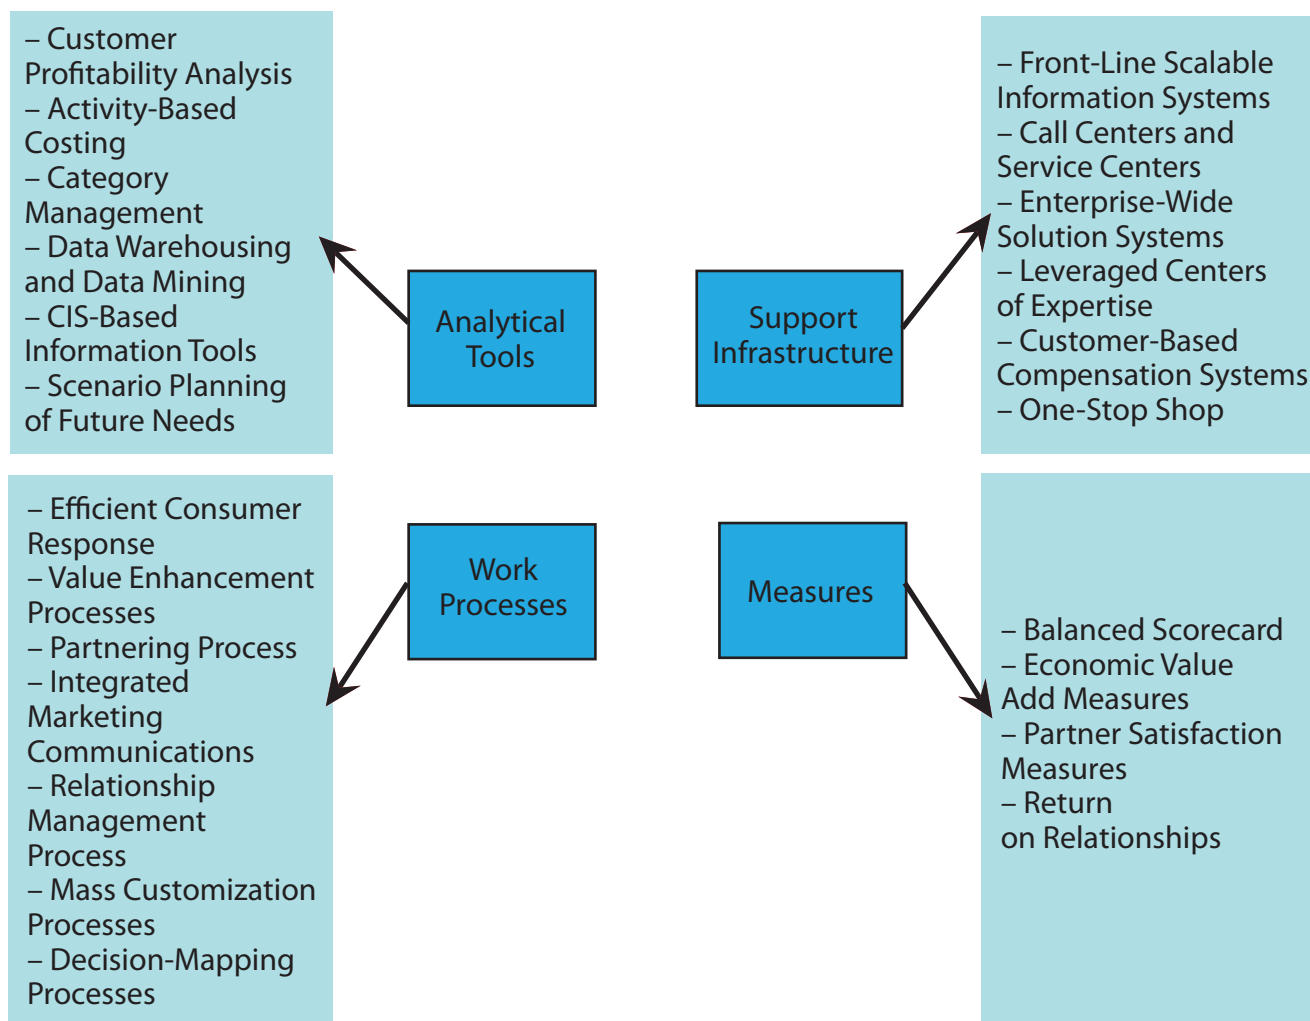 – Customer
Profitability Analysis
– Activity-Based
Costing
– Category
Management
– Data Warehousing
and Data Mining
– CIS-Based
Information Tools
– Scenario Planning
of Future Needs
Analytical
Tools
Support
Infrastructure
– Front-Line Scalable
Information Systems
– Call Centers and
Service Centers
– Enterprise-Wide
Solution Systems
– Leveraged Centers
of Expertise
– Customer-Based
Compensation Systems
– One-Stop Shop
– Efficient Consumer
Response
– Value Enhancement
Processes
– Partnering Process
– Integrated
Marketing
Communications
– Relationship
Management
Process
– Mass Customization
Processes
– Decision-Mapping
Processes
Work
Processes
Measures
– Balanced Scorecard
– Economic Value
Add Measures
– Partner Satisfaction
Measures
– Return
on Relationships